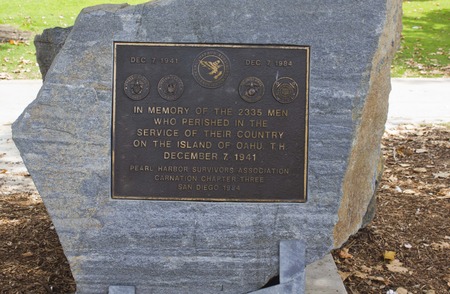 DEC. 7, 1941 DEC. 7, 1984
IN MEMORY OF THE 2335 MEN
WHO PERISHED IN THE
SERVICE OF THEIR COUNTRY
ON THE ISLAND OF OAHU, T.H.
DECEMBER 7, 1941
PEARL HARBOR SURVIVORS ASSOCIATION
CARNATION CHAPTER THREE
SAN DIEGO 1984